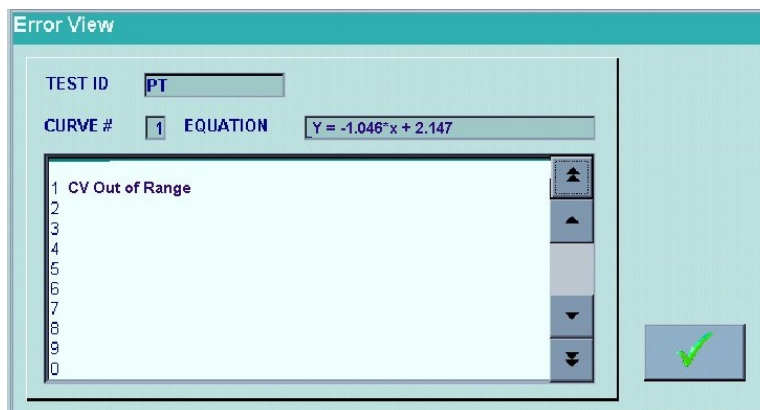 Error View
TEST ID PT
CURVE # 1 EQUATION Y = -1.046*x + 2.147
1 CV Out of Range
2
3
4
5
6
7
8
9
0